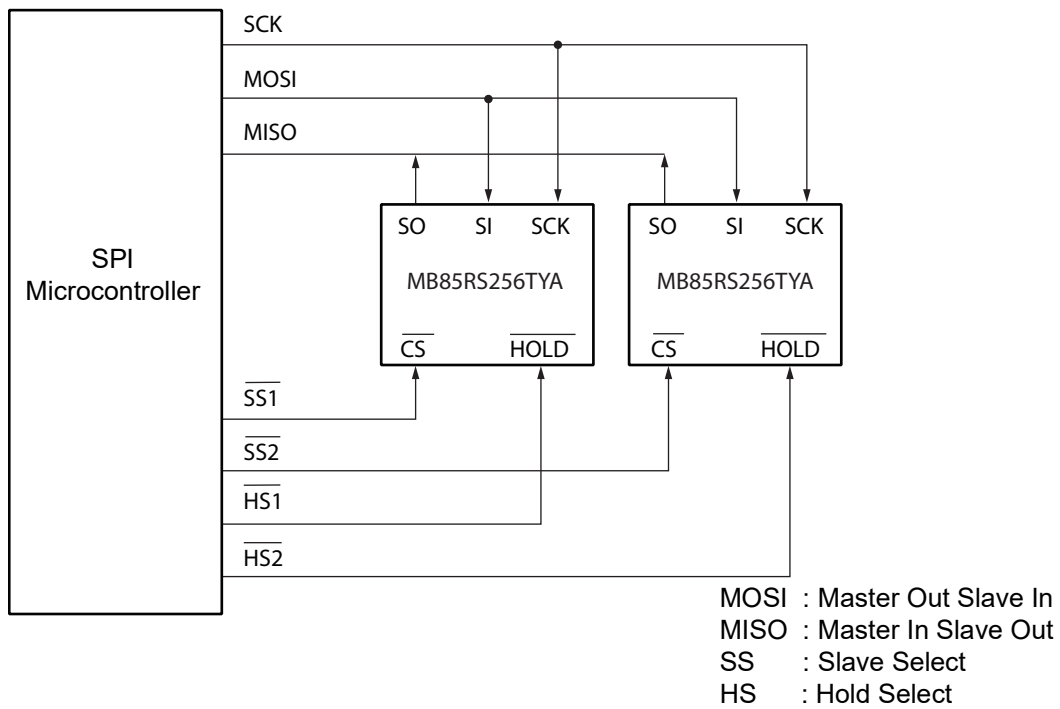 SCK
MOSI
MISO
SO SI SCK
MB85RS256TYA
CS HOLD
SO SI SCK
MB85RS256TYA
CS HOLD
SPI
Microcontroller
SS1
SS2
HS1
HS2
MOSI : Master Out Slave In
MISO : Master In Slave Out
SS : Slave Select
HS : Hold Select